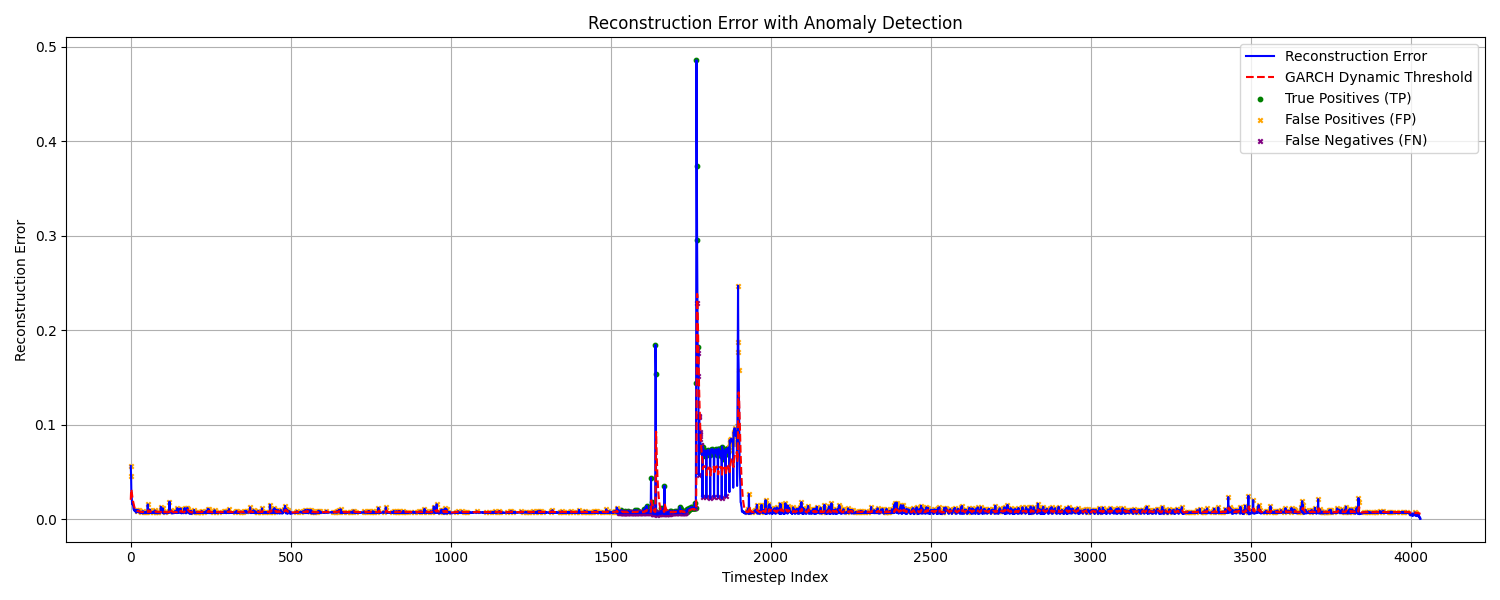 Reconstruction Error with Anomaly Detection
Reconstruction Error
GARCH Dynamic Threshold
True Positives (TP)
False Positives (FP)
False Negatives (FN)
Reconstruction Error
0.5
0.4
0.3
0.2
0.1
0.0
0 500 1000 1500 2000 2500 3000 3500 4000
Timestep Index